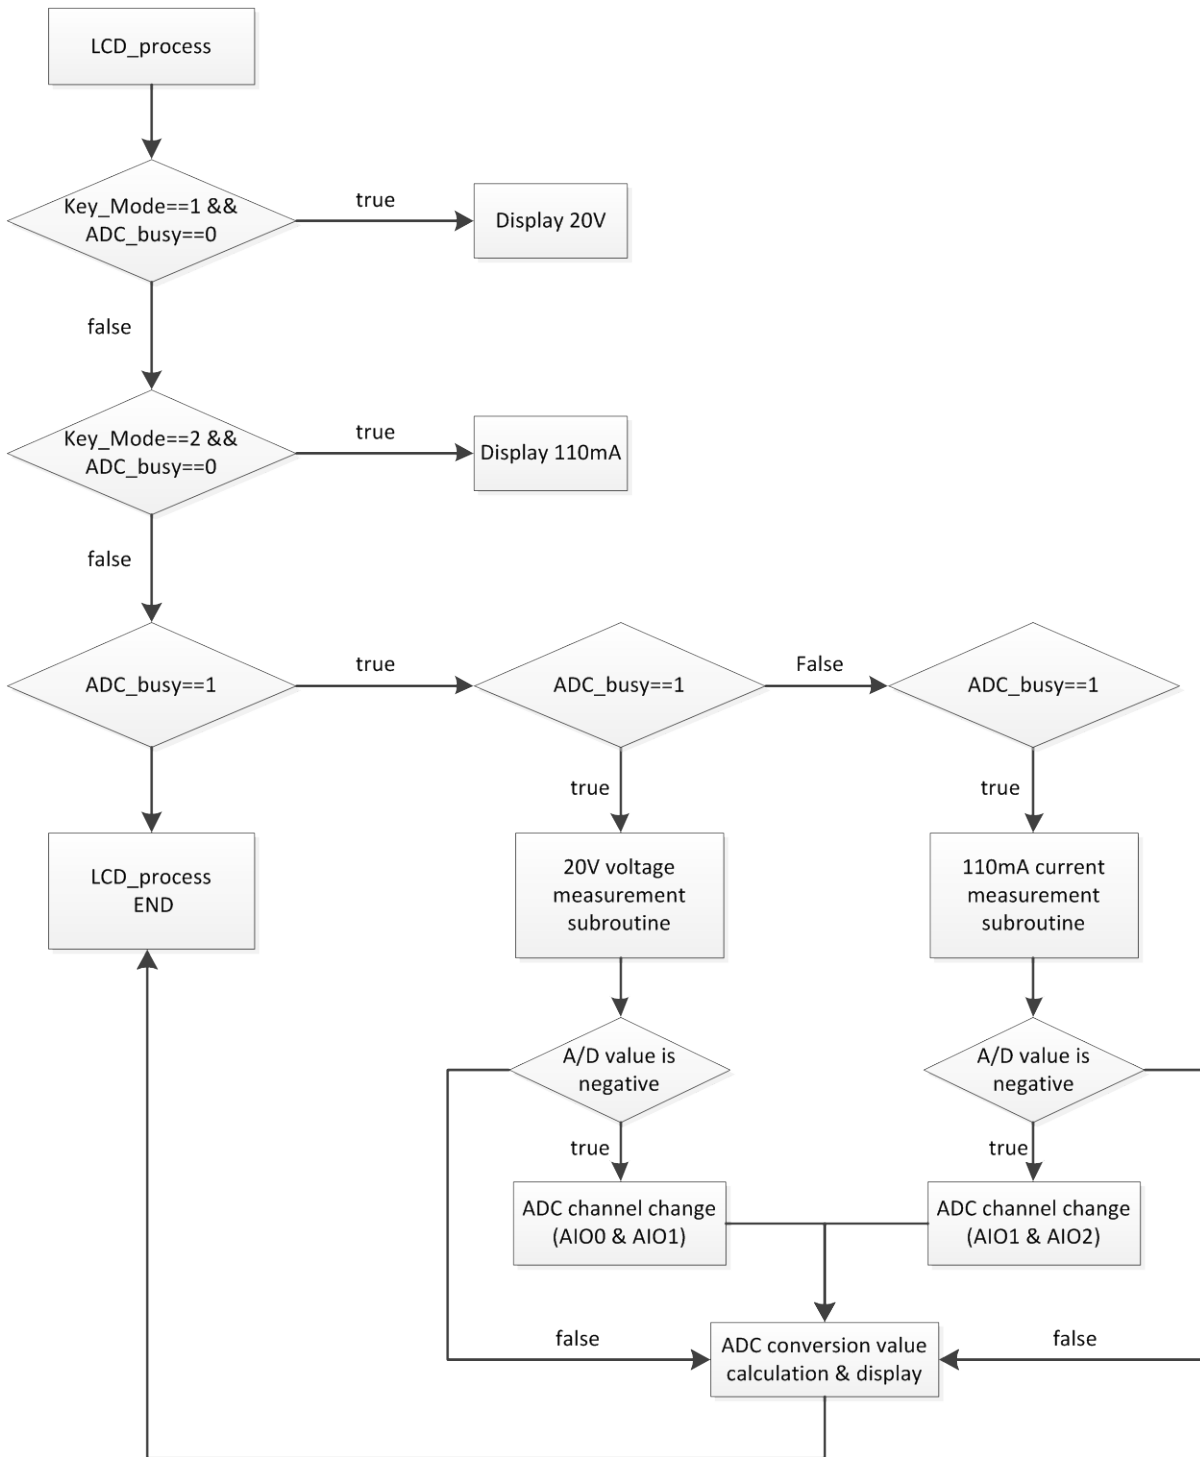 LCD_process
Key_Mode==1 &&
ADC_busy==0
true
Display 20V
false
Key_Mode==2 &&
ADC_busy==0
true
Display 110mA
false
ADC_busy==1
true
ADC_busy==1
False
ADC_busy==1
true
true
LCD_process
END
20V voltage
measurement
subroutine
110mA current
measurement
subroutine
A/D value is
negative
A/D value is
negative
true
true
ADC channel change
(AIO0 & AIO1)
ADC channel change
(AIO1 & AIO2)
false
ADC conversion value
calculation & display
false